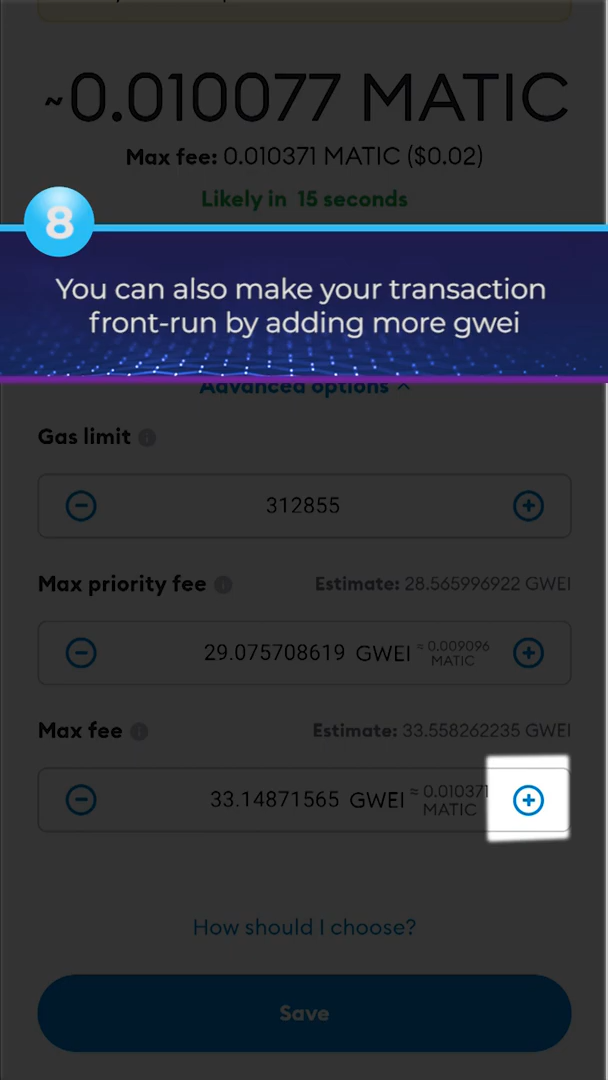 ~0.010077 MATIC
Max fee: 0.010371 MATIC ($0.02)
Likely in 15 seconds
8
You can also make your transaction
front-run by adding more gwei
Advanced options ^
Gas limit
312855
Max priority fee Estimate: 28.565996922 GWEI
29.075708619 GWEI ≈ 0.009096
MATIC
Max fee Estimate: 33.558262235 GWEI
33.14871565 GWEI ≈ 0.010371
MATIC
How should I choose?
Save